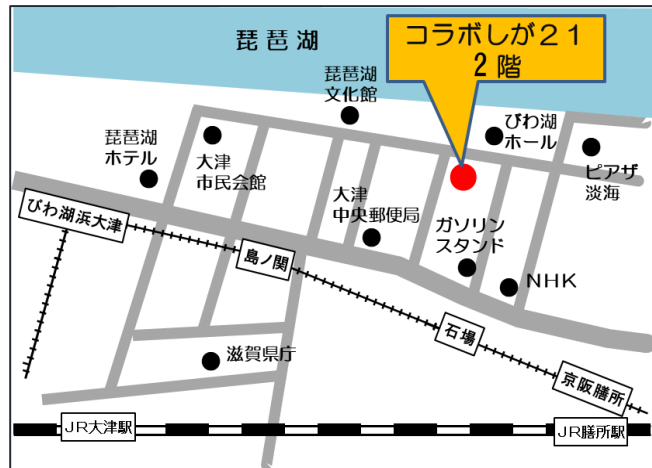 琵琶湖
コラボしが２１
２階
琵琶湖
文化館
びわ湖
ホール
琵琶湖
ホテル
大津
市民会館
ピアザ
淡海
大津
中央郵便局
ガソリン
スタンド
びわ湖浜大津
島ノ関
NHK
石場
滋賀県庁
京阪膳所
JR大津駅
JR膳所駅